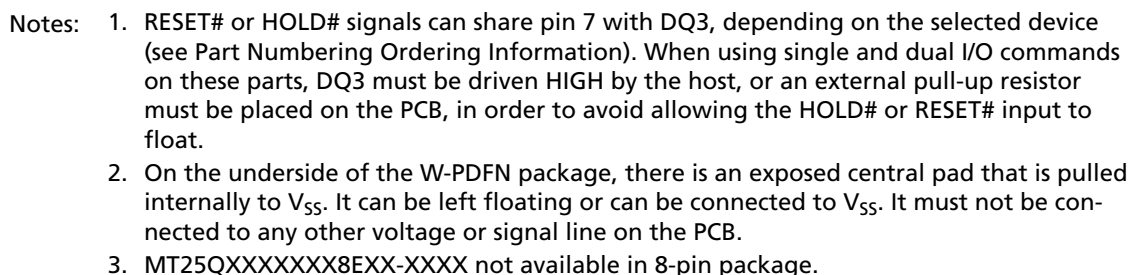 Notes: 1. RESET# or HOLD# signals can share pin 7 with DQ3, depending on the selected device
(see Part Numbering Ordering Information). When using single and dual I/O commands
on these parts, DQ3 must be driven HIGH by the host, or an external pull-up resistor
must be placed on the PCB, in order to avoid allowing the HOLD# or RESET# input to
float.
2. On the underside of the W-PDFN package, there is an exposed central pad that is pulled
internally to VSS. It can be left floating or can be connected to VSS. It must not be con-
nected to any other voltage or signal line on the PCB.
3. MT25QXXXXXXX8EXX-XXXX not available in 8-pin package.